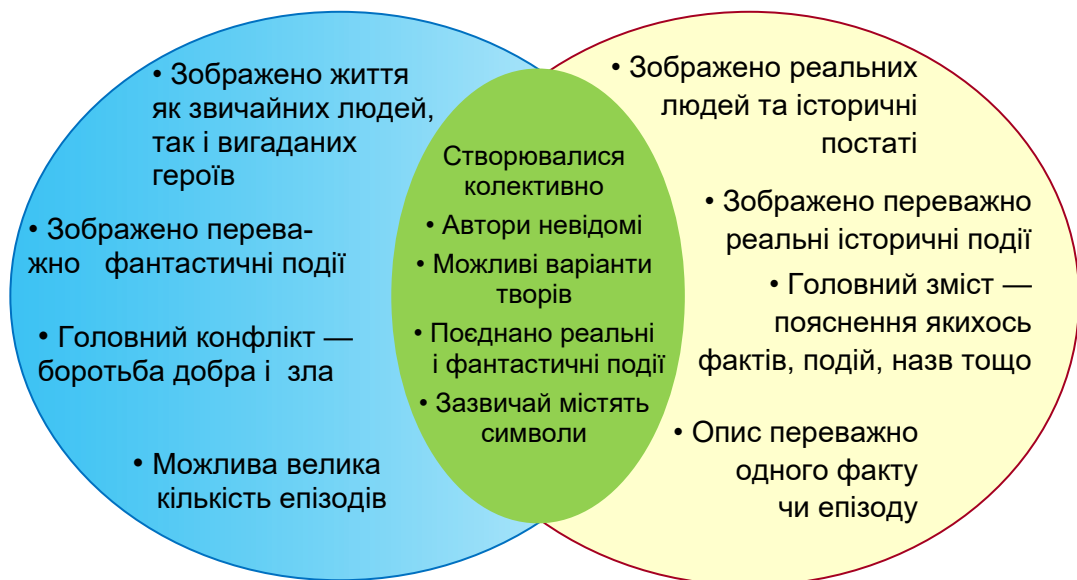 • Зображено життя
як звичайних людей,
так і вигаданих
героїв
• Зображено перева-
жно фантастичні події
• Головний конфлікт —
боротьба добра і зла
• Можлива велика
кількість епізодів
Створювалися
колективно
• Автори невідомі
• Можливі варіанти
творів
• Поєднано реальні
і фантастичні події
• Зазвичай містять
символи
• Зображено реальних
людей та історичні
постаті
• Зображено переважно
реальні історичні події
• Головний зміст —
пояснення якихось
фактів, подій, назв тощо
• Опис переважно
одного факту
чи епізоду